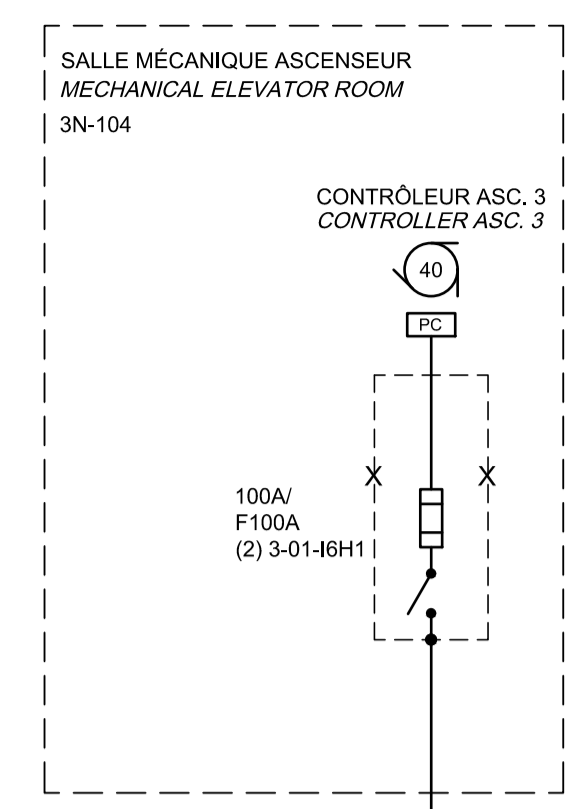 SALLE MÉCANIQUE ASCENSEUR
MECHANICAL ELEVATOR ROOM
3N-104
CONTRÔLEUR ASC. 3
CONTROLLER ASC. 3
40
PC
X X
100A/
F100A
(2) 3-01-I6H1